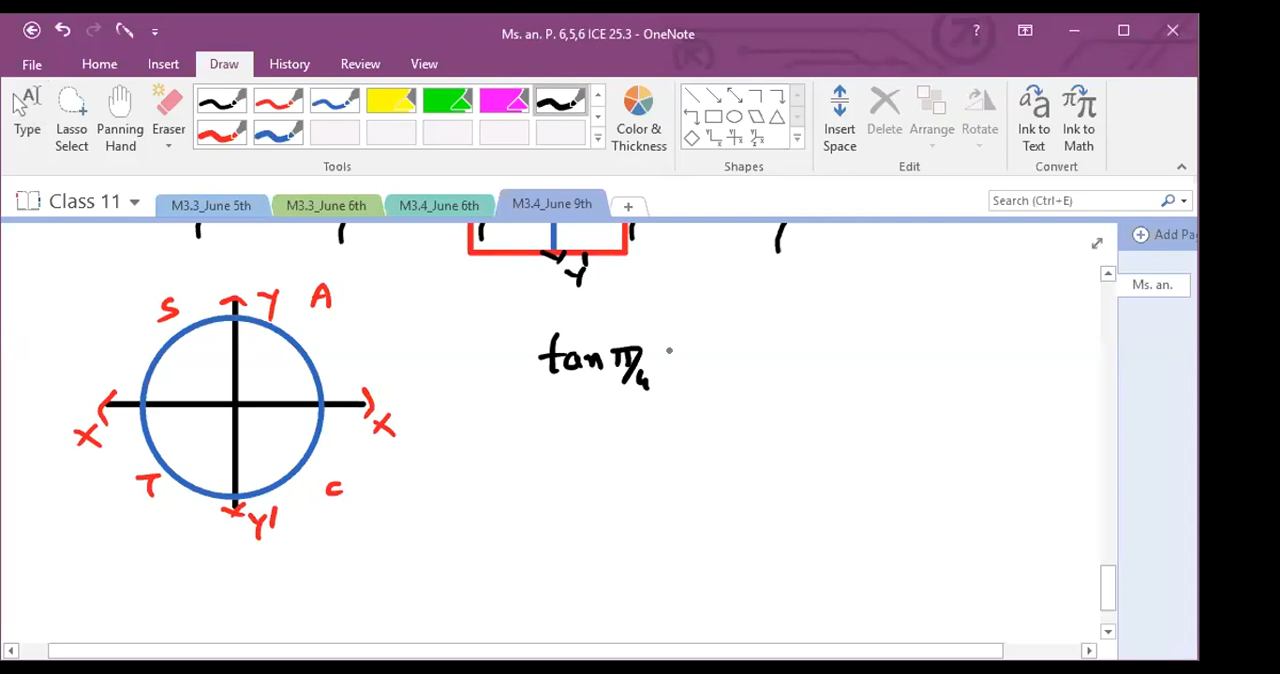 Ms. an. P. 6,5,6 ICE 25.3 - OneNote
?
File Home Insert Draw History Review View
Type Lasso Select Panning Hand Eraser Color & Thickness Insert Space Delete Arrange Rotate Ink to Text Ink to Math
Tools Shapes Edit Convert
Class 11 M3.3_June 5th M3.3_June 6th M3.4_June 6th M3.4_June 9th + Search (Ctrl+E)
Add Pa
Ms. an.
Y'
S Y A
tan π/4
X' X
T C
Y'